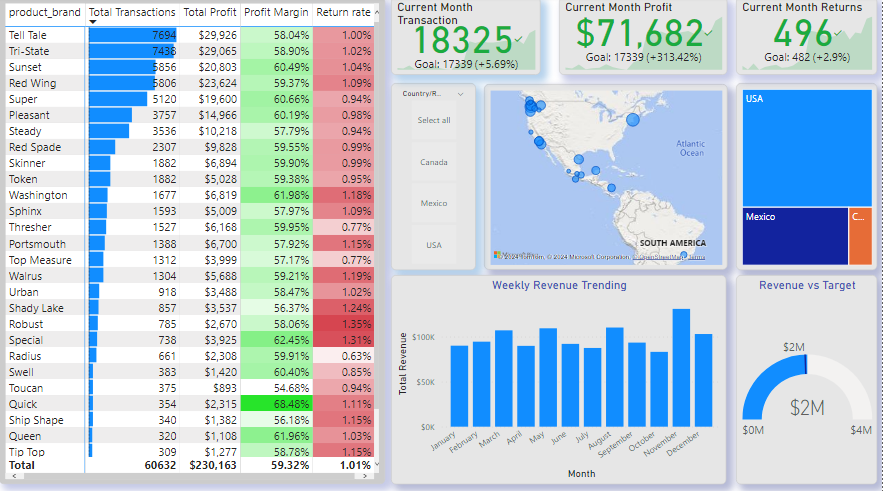 product_brand Total Transactions Total Profit Profit Margin Return rate
Tell Tale 7694 $29,926 58.04% 1.00%
Tri-State 7438 $29,065 58.90% 1.02%
Sunset 5856 $20,803 60.49% 1.04%
Red Wing 5806 $23,624 59.37% 1.09%
Super 5120 $19,600 60.66% 0.94%
Pleasant 3757 $14,966 60.19% 0.98%
Steady 3536 $10,218 57.79% 0.94%
Red Spade 2307 $9,828 59.55% 0.99%
Skinner 1882 $6,894 59.90% 0.99%
Token 1882 $5,028 59.38% 0.95%
Washington 1677 $6,819 61.98% 1.18%
Sphinx 1593 $5,009 57.97% 1.09%
Thresher 1527 $6,168 59.95% 0.77%
Portsmouth 1388 $6,700 57.92% 1.15%
Top Measure 1312 $3,999 57.17% 0.77%
Walrus 1304 $5,688 59.21% 1.19%
Urban 918 $3,488 58.47% 1.02%
Shady Lake 857 $3,537 56.37% 1.24%
Robust 785 $2,670 58.06% 1.35%
Special 738 $3,925 62.45% 1.31%
Radius 661 $2,308 59.91% 0.63%
Swell 383 $1,420 60.40% 0.85%
Toucan 375 $893 54.68% 0.94%
Quick 354 $2,315 68.48% 1.11%
Ship Shape 340 $1,382 56.18% 1.15%
Queen 320 $1,108 61.96% 1.03%
Tip Top 309 $1,277 58.78% 1.15%
Total 60632 $230,163 59.32% 1.01%
Current Month
Transaction
18325
Goal: 17339 (+5.69%)
Current Month Profit
$71,682
Goal: 17339 (+313.42%)
Current Month Returns
496
Goal: 482 (+2.9%)
Country/R...
Select all
Canada
Mexico
USA
Atlantic
Ocean
SOUTH AMERICA
© 2024 TomTom, © 2024 Microsoft Corporation, © OpenStreetMap Terms
USA
Mexico
C...
Weekly Revenue Trending
Total Revenue
$100K
$50K
$0K
January
February
March
April
May
June
July
August
September
October
November
December
Month
Revenue vs Target
$2M
$2M
$0M
$4M